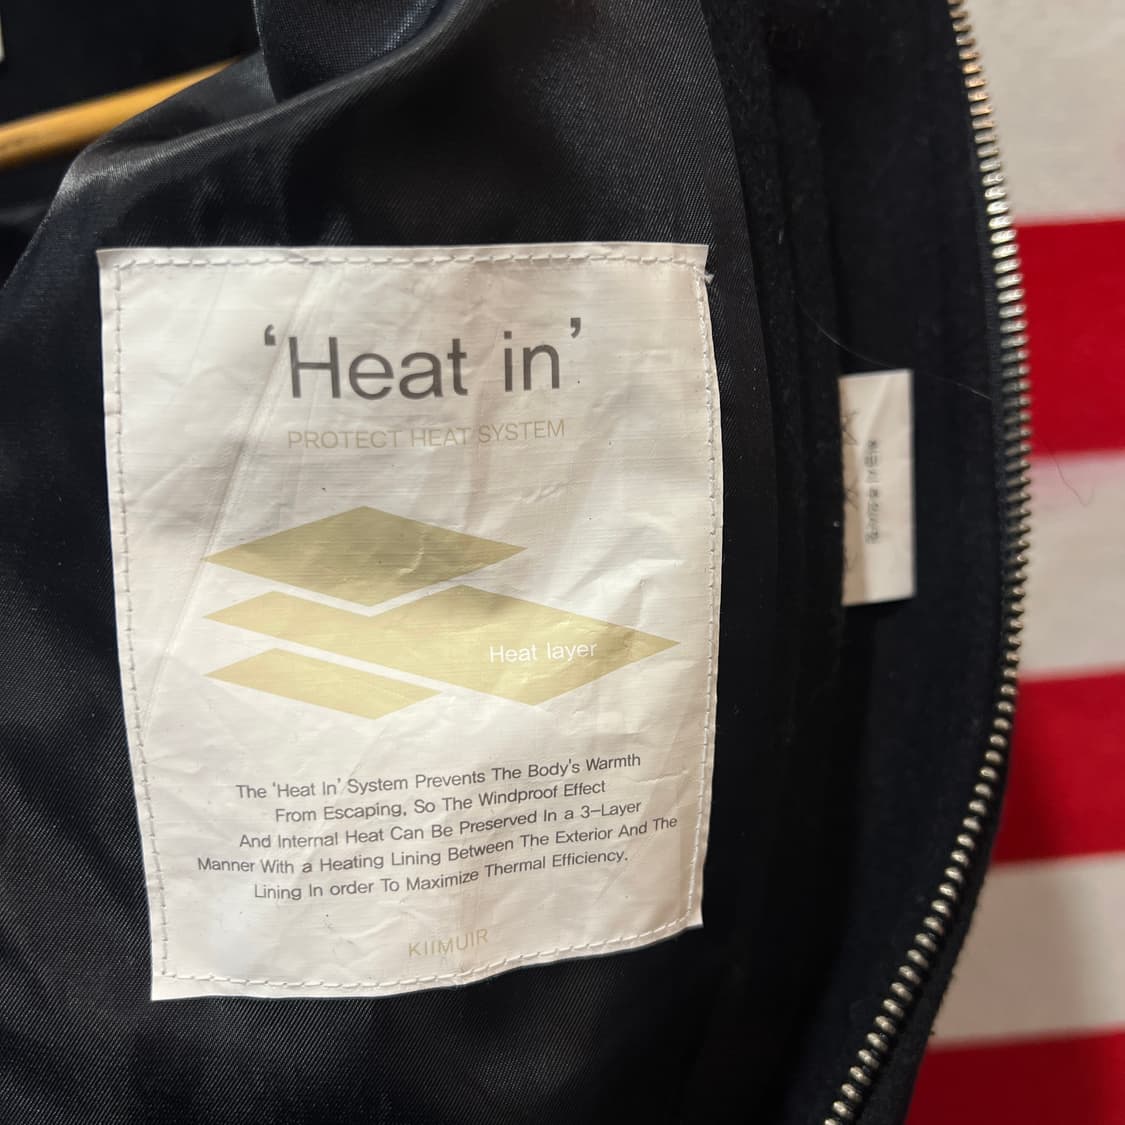 ‘Heat in’
PROTECT HEAT SYSTEM
Heat layer
The ‘Heat In’ System Prevents The Body's Warmth
From Escaping, So The Windproof Effect
And Internal Heat Can Be Preserved In a 3-Layer
Manner With a Heating Lining Between The Exterior And The
Lining In order To Maximize Thermal Efficiency.
KIIMUIR